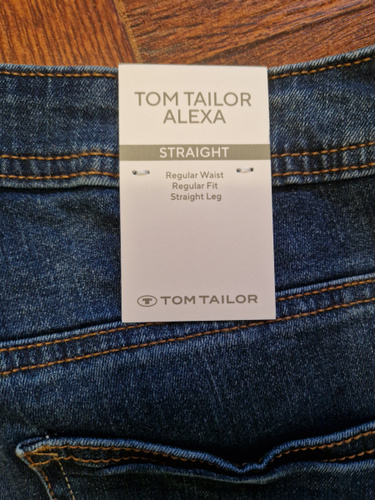 TOM TAILOR
ALEXA
STRAIGHT
Regular Waist
Regular Fit
Straight Leg
TOM TAILOR